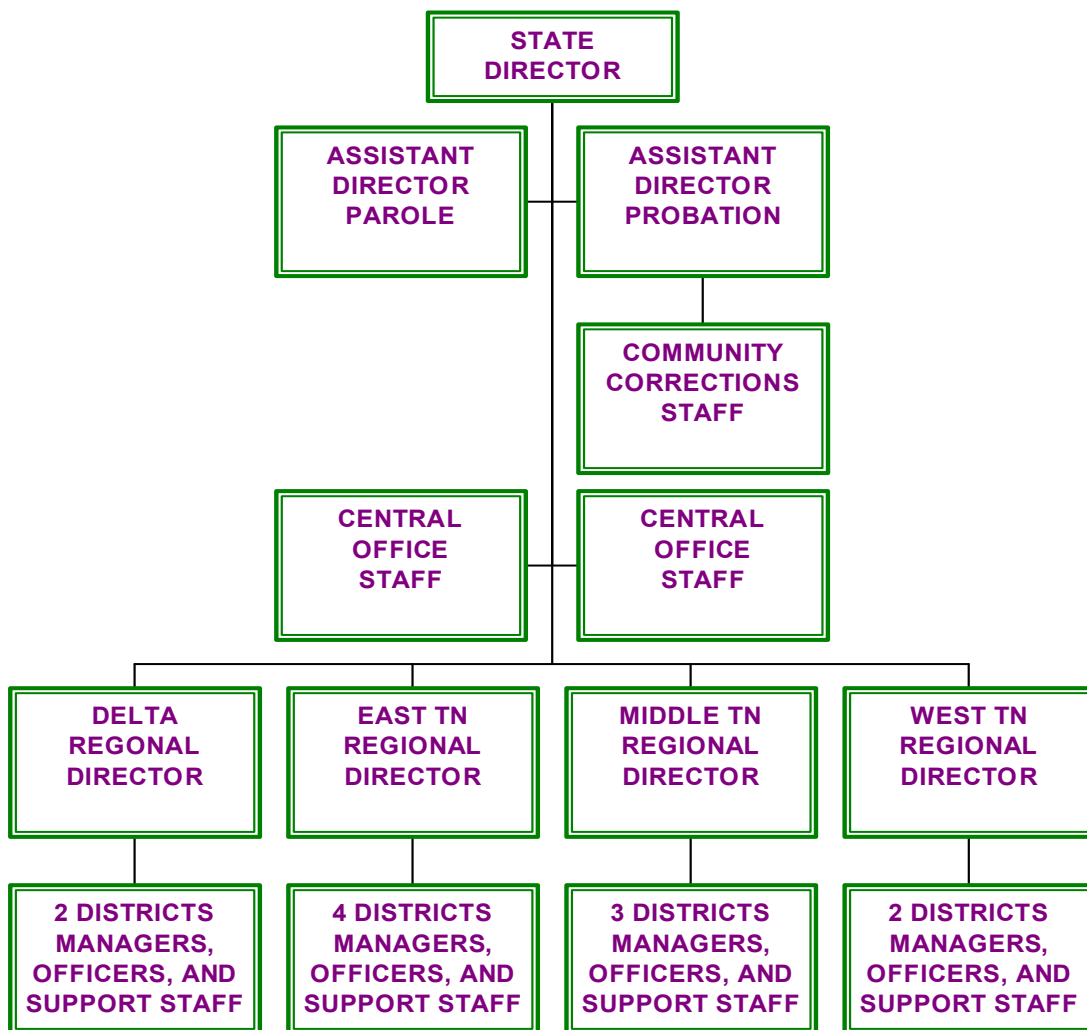 STATE
DIRECTOR
ASSISTANT
DIRECTOR
PAROLE
ASSISTANT
DIRECTOR
PROBATION
COMMUNITY
CORRECTIONS
STAFF
CENTRAL
OFFICE
STAFF
CENTRAL
OFFICE
STAFF
DELTA
REGONAL
DIRECTOR
EAST TN
REGIONAL
DIRECTOR
MIDDLE TN
REGIONAL
DIRECTOR
WEST TN
REGIONAL
DIRECTOR
2 DISTRICTS
MANAGERS,
OFFICERS, AND
SUPPORT STAFF
4 DISTRICTS
MANAGERS,
OFFICERS, AND
SUPPORT STAFF
3 DISTRICTS
MANAGERS,
OFFICERS, AND
SUPPORT STAFF
2 DISTRICTS
MANAGERS,
OFFICERS, AND
SUPPORT STAFF